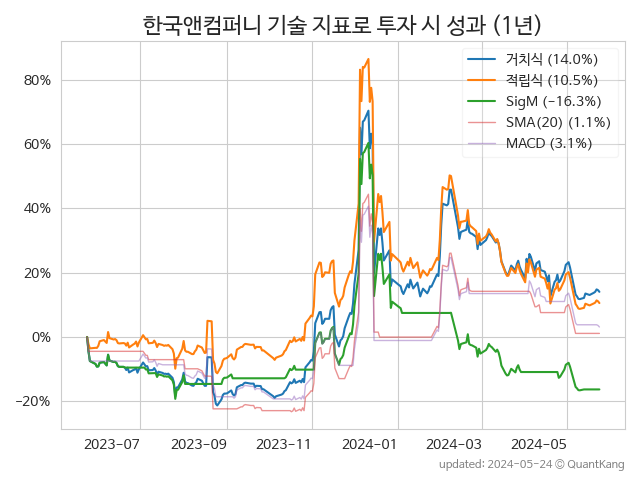 한국앤컴퍼니 기술 지표로 투자 시 성과 (1년)
거치식 (14.0%)
적립식 (10.5%)
SigM (−16.3%)
SMA(20) (1.1%)
MACD (3.1%)
80%
60%
40%
20%
0%
−20%
2023-07
2023-09
2023-11
2024-01
2024-03
2024-05
updated: 2024-05-24 © QuantKang